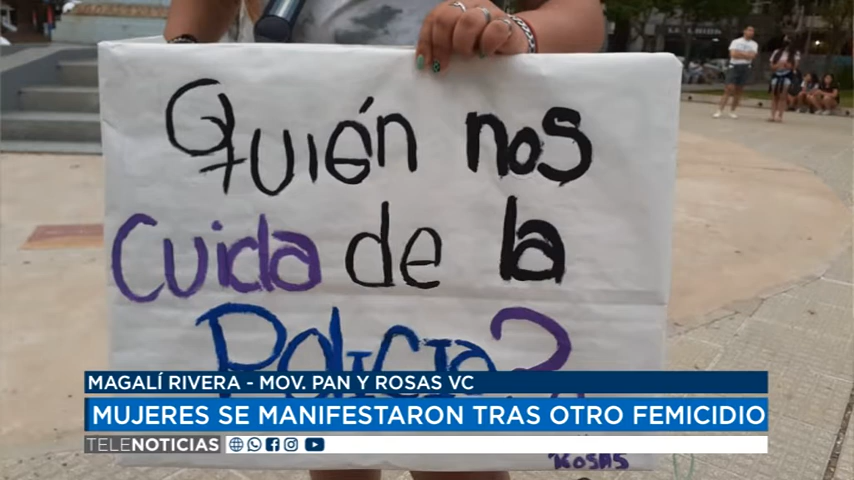 Quién nos
Cuida de la
Policia?
MAGALÍ RIVERA - MOV. PAN Y ROSAS VC
MUJERES SE MANIFESTARON TRAS OTRO FEMICIDIO
TELENOTICIAS
ROSAS